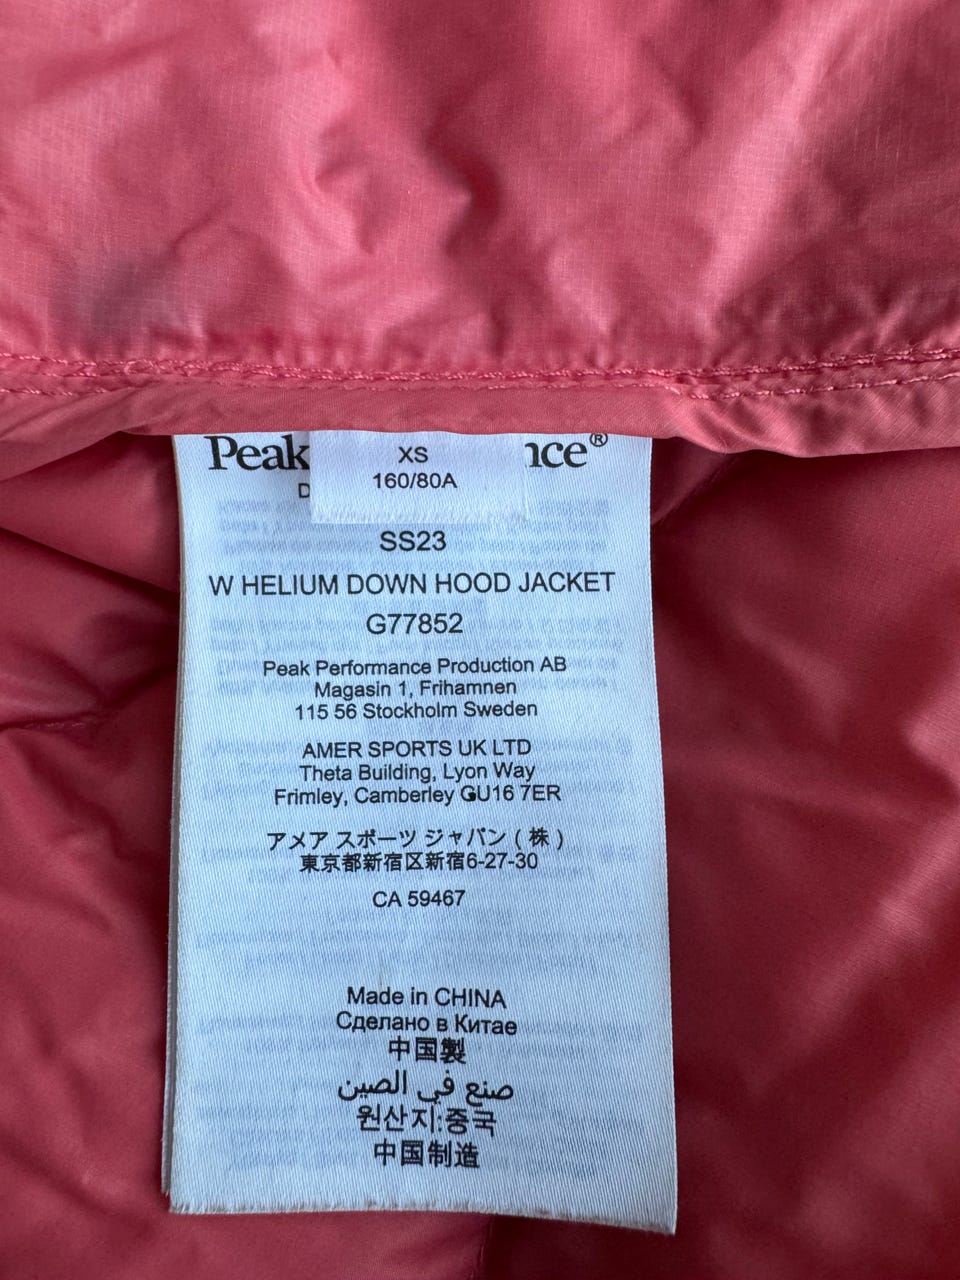 Peak nce®
XS
160/80A
D
SS23
W HELIUM DOWN HOOD JACKET
G77852
Peak Performance Production AB
Magasin 1, Frihamnen
115 56 Stockholm Sweden
AMER SPORTS UK LTD
Theta Building, Lyon Way
Frimley, Camberley GU16 7ER
アメア スポーツ ジャパン ( 株 )
東京都新宿区新宿6-27-30
CA 59467
Made in CHINA
Сделано в Китае
中国製
صنع في الصين
원산지:중국
中国制造